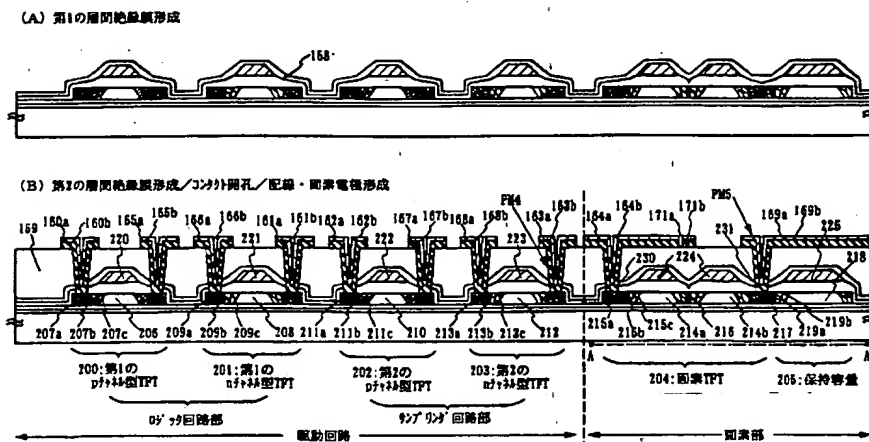 (A) 第1の層間絶縁膜形成
158
(B) 第2の層間絶縁膜形成/コンタクト開孔/配線・画素電極形成
160a 160b 165a 165b 166a 166b 161a 161b 162a 162b 167a 167b 168a 168b PM4 163a 163b 164a 164b 171a 171b PM5 169a 169b
159 220 221 222 223 230 224 231 225 218
207a 207b 207c 206 209a 209b 209c 208 211a 211b 211c 210 213a 213b 213c 212 215a 215b 215c 214a 216 214b 217 219a 219b
A A'
200:第1のpチャネル型TFT
201:第1のnチャネル型TFT
202:第2のpチャネル型TFT
203:第2のnチャネル型TFT
204:画素TFT
205:保持容量
ロジック回路部
サンプリング回路部
駆動回路
画素部